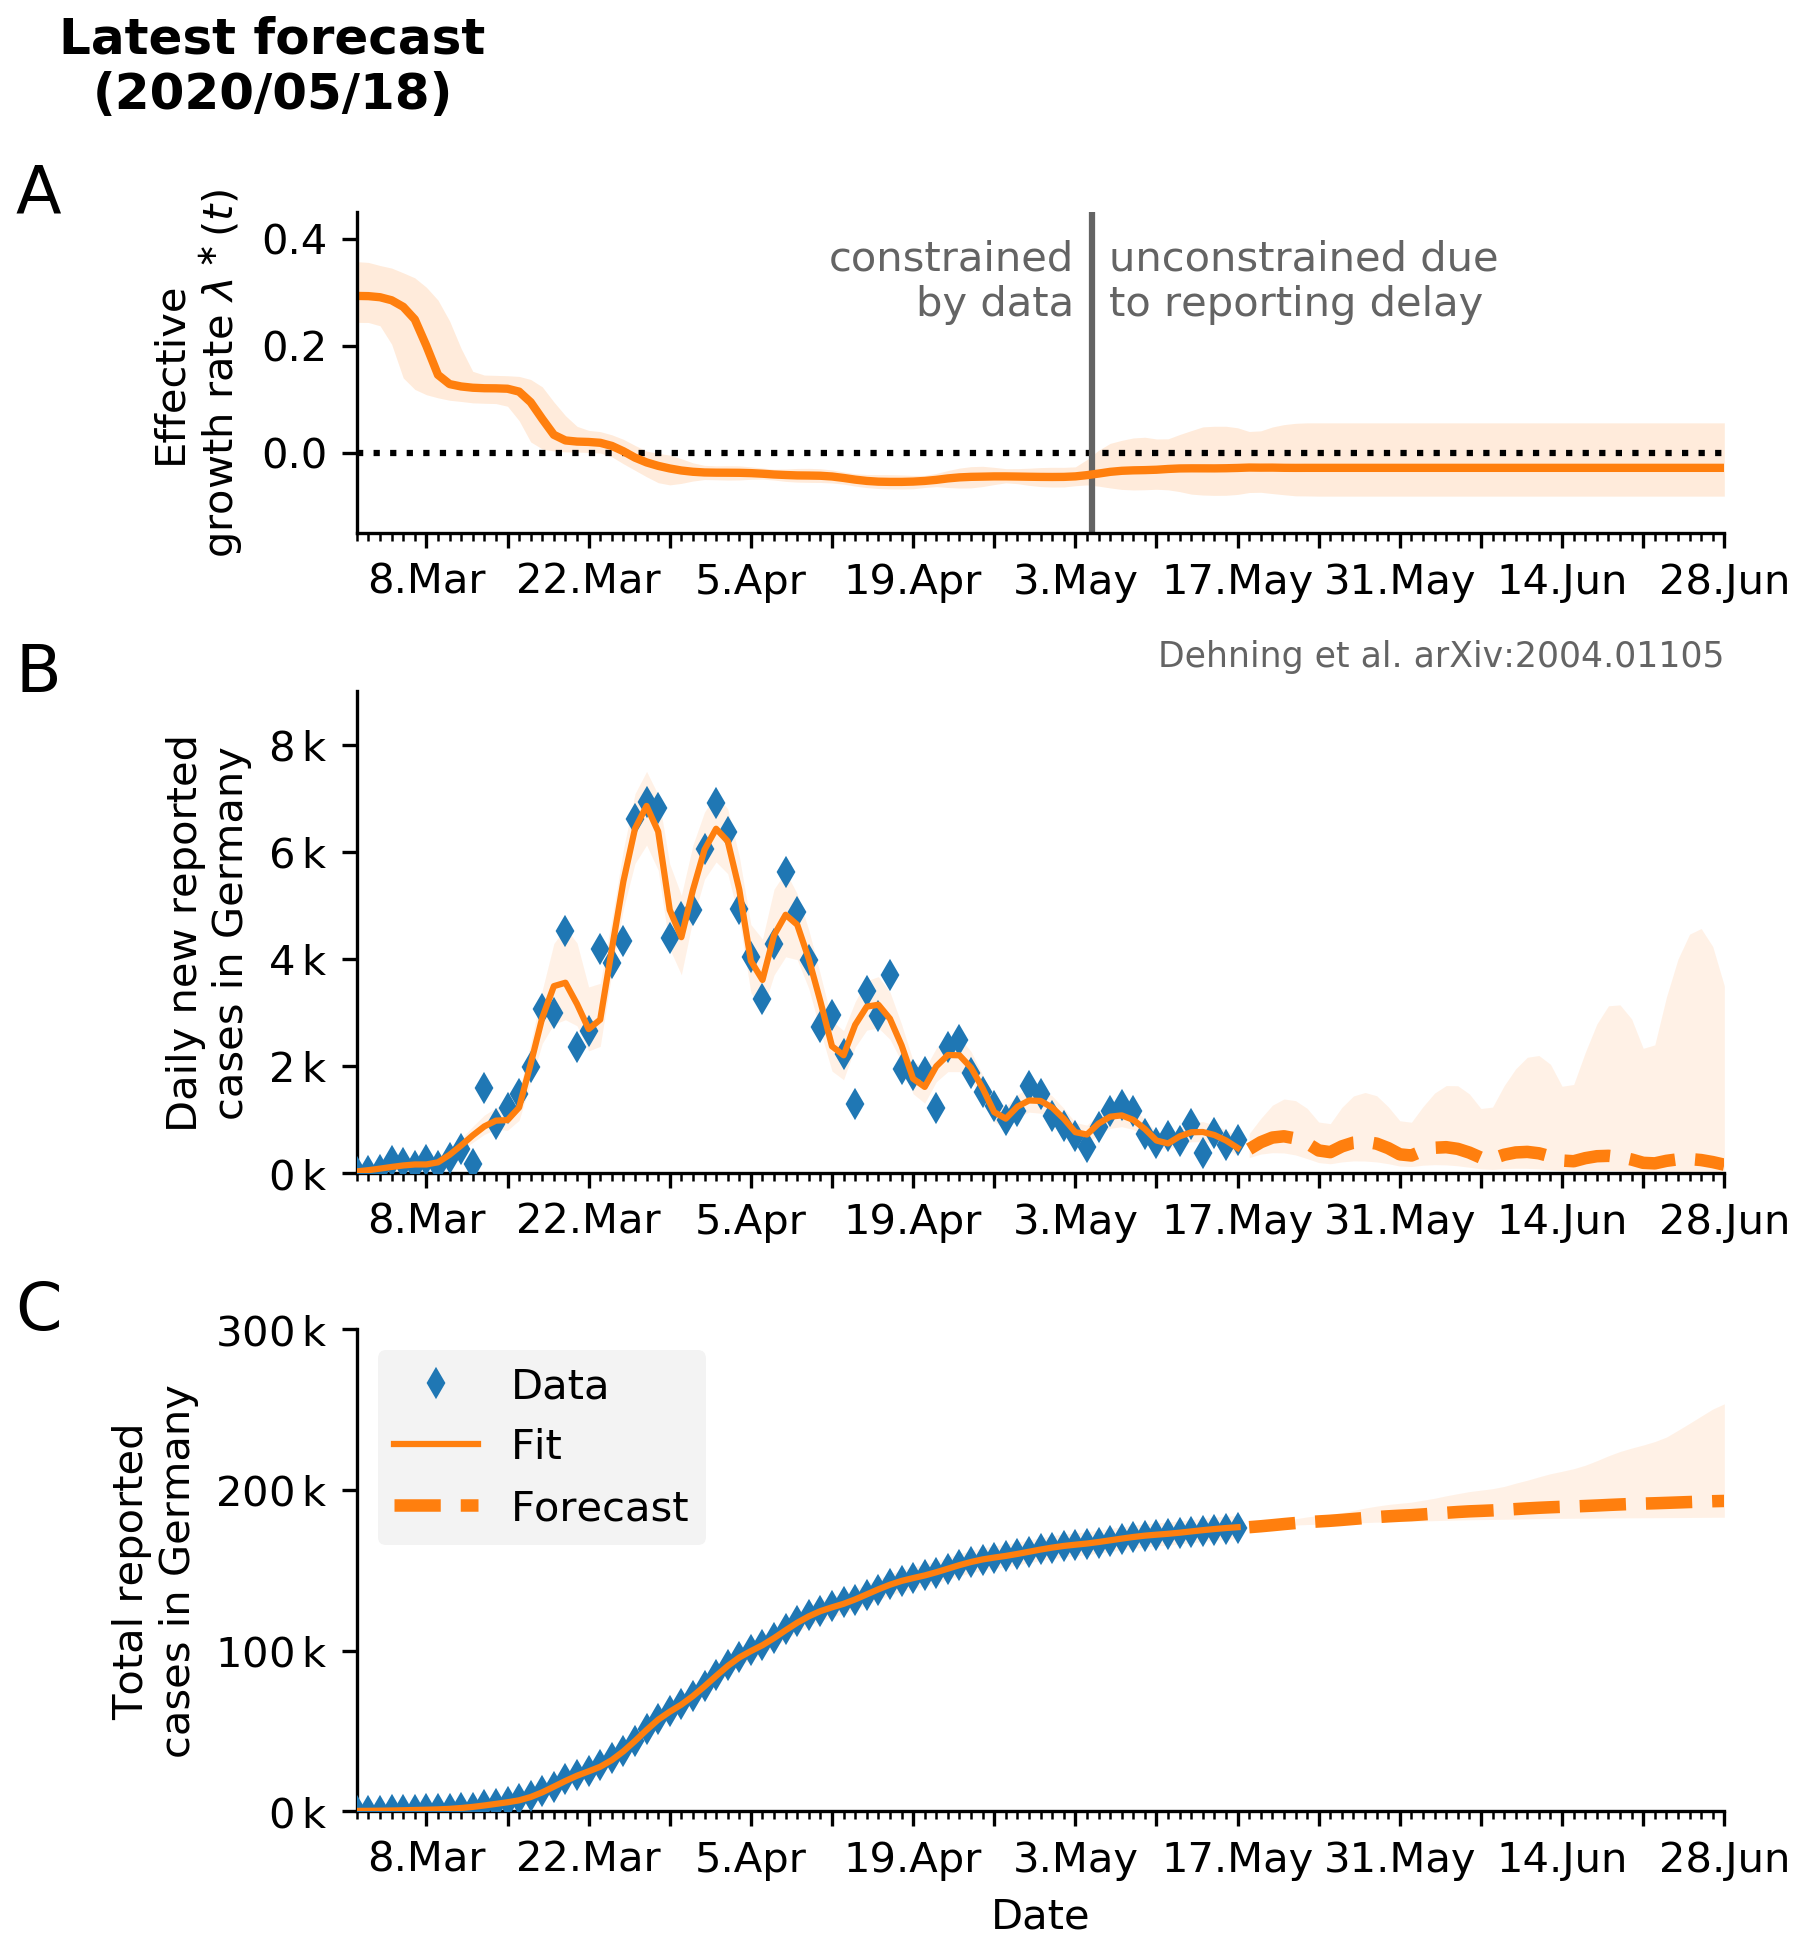 Latest forecast
(2020/05/18)
A
Effective
growth rate λ * (t)
0.4
0.2
0.0
constrained
by data
unconstrained due
to reporting delay
8.Mar 22.Mar 5.Apr 19.Apr 3.May 17.May 31.May 14.Jun 28.Jun
Dehning et al. arXiv:2004.01105
B
Daily new reported
cases in Germany
8 k
6 k
4 k
2 k
0 k
8.Mar 22.Mar 5.Apr 19.Apr 3.May 17.May 31.May 14.Jun 28.Jun
C
Total reported
cases in Germany
300 k
200 k
100 k
0 k
Data
Fit
Forecast
8.Mar 22.Mar 5.Apr 19.Apr 3.May 17.May 31.May 14.Jun 28.Jun
Date